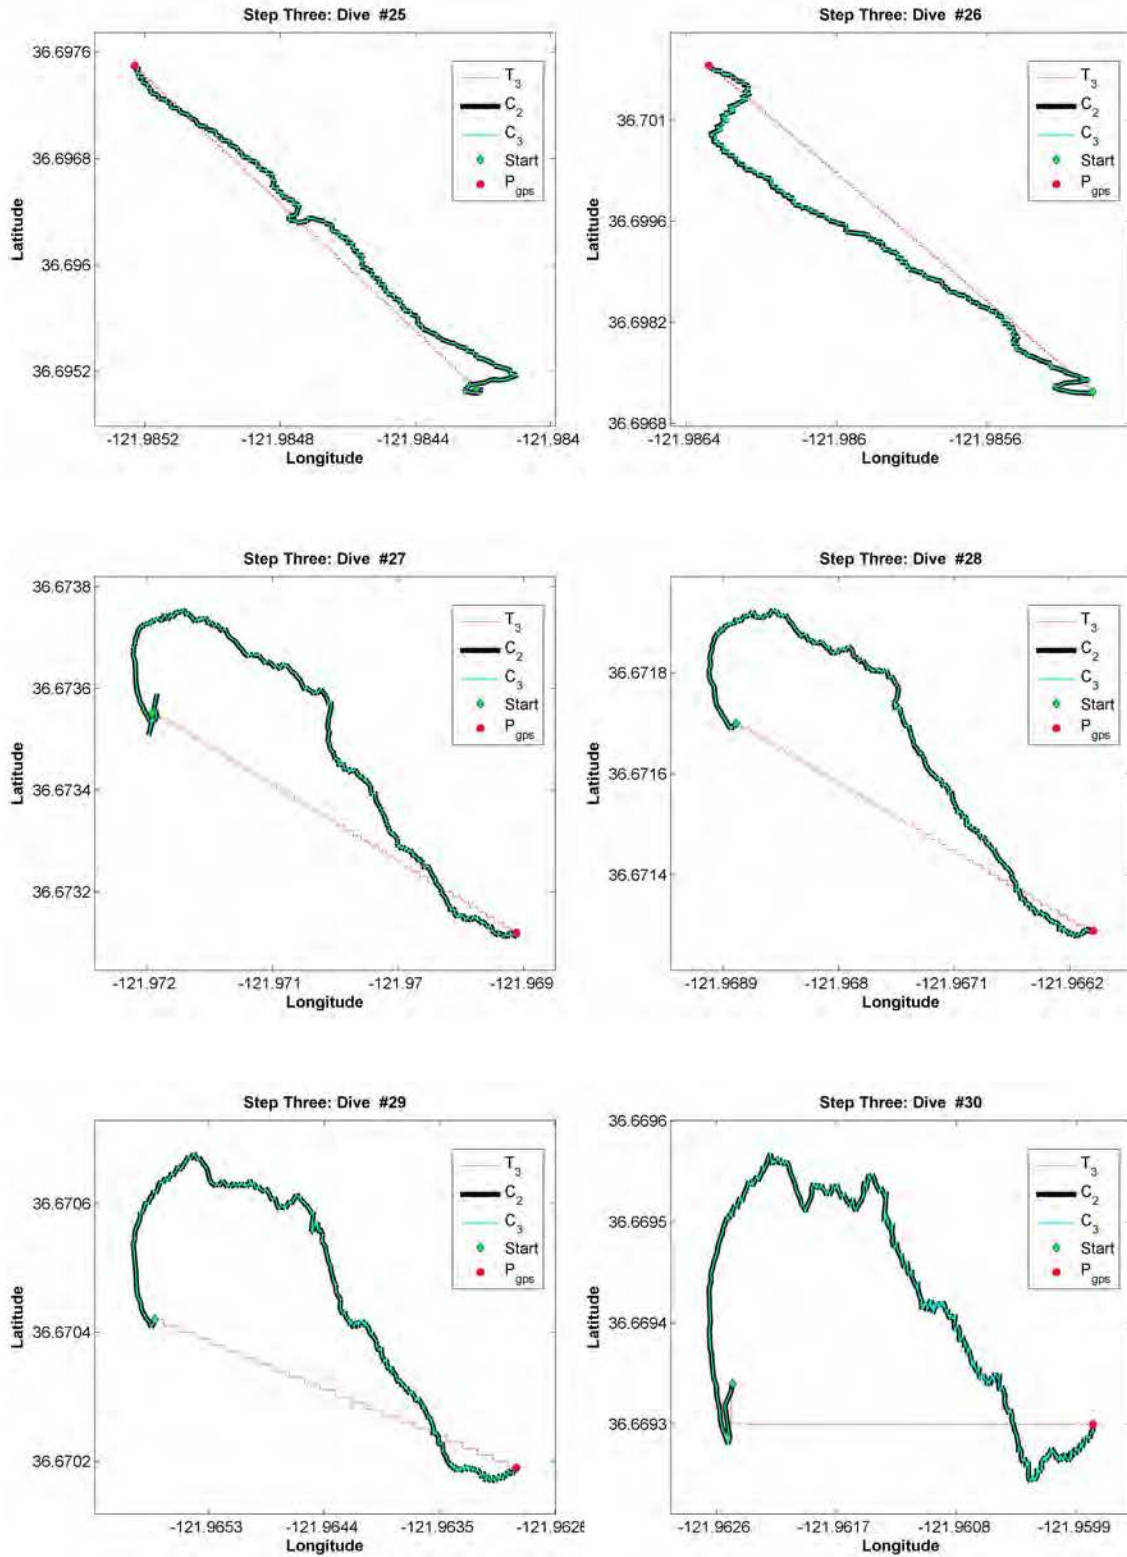 Step Three: Dive #25
36.6976
36.6968
36.696
36.6952
Latitude
T3
C2
C3
Start
Pgps
-121.9852 -121.9848 -121.9844 -121.984
Longitude
Step Three: Dive #26
36.701
36.6996
36.6982
36.6968
Latitude
T3
C2
C3
Start
Pgps
-121.9864 -121.986 -121.9856
Longitude
Step Three: Dive #27
36.6738
36.6736
36.6734
36.6732
Latitude
T3
C2
C3
Start
Pgps
-121.972 -121.971 -121.97 -121.969
Longitude
Step Three: Dive #28
36.6718
36.6716
36.6714
Latitude
T3
C2
C3
Start
Pgps
-121.9689 -121.968 -121.9671 -121.9662
Longitude
Step Three: Dive #29
36.6706
36.6704
36.6702
Latitude
T3
C2
C3
Start
Pgps
-121.9653 -121.9644 -121.9635 -121.9626
Longitude
Step Three: Dive #30
36.6696
36.6695
36.6694
36.6693
Latitude
T3
C2
C3
Start
Pgps
-121.9626 -121.9617 -121.9608 -121.9599
Longitude